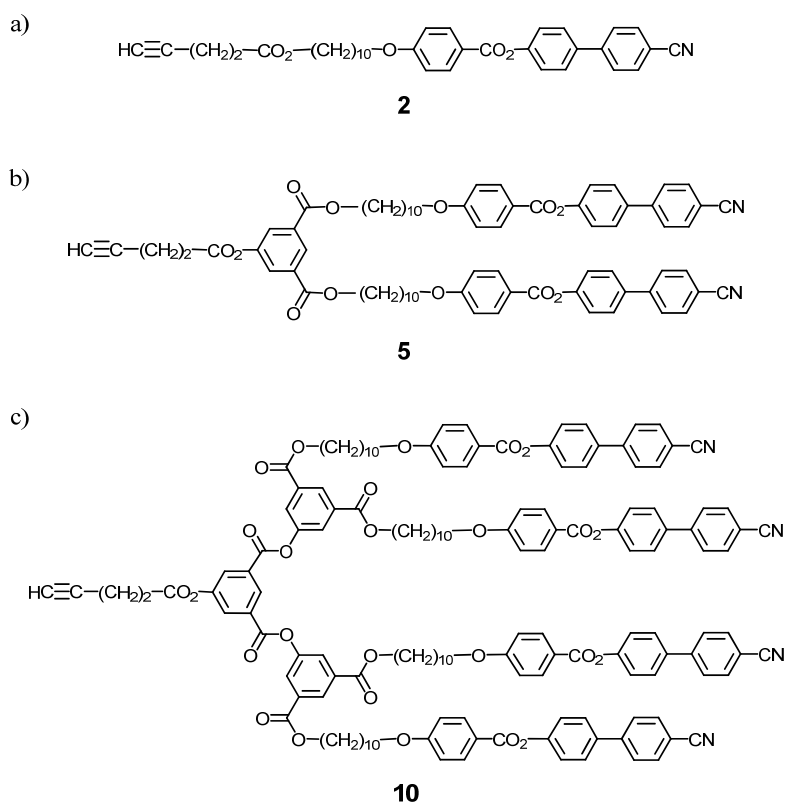 a)
HC≡C—(CH₂)₂—CO₂ (CH₂)₁₀—O CO₂ CN
2
b)
O
O (CH₂)₁₀—O CO₂ CN
HC≡C—(CH₂)₂—CO₂
O (CH₂)₁₀—O CO₂ CN
O
5
c)
O (CH₂)₁₀—O CO₂ CN
O
O
O (CH₂)₁₀—O CO₂ CN
O O
HC≡C—(CH₂)₂—CO₂
O O
O (CH₂)₁₀—O CO₂ CN
O
O
O (CH₂)₁₀—O CO₂ CN
10